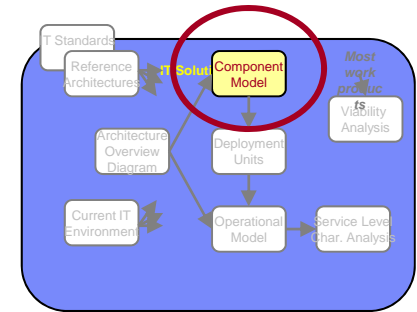 IT Standards
Reference
Architectures
IT Soluti
Component
Model
Most
work
produc
ts
Viability
Analysis
Architecture
Overview
Diagram
Deployment
Units
Current IT
Environment
Operational
Model
Service Level
Char. Analysis